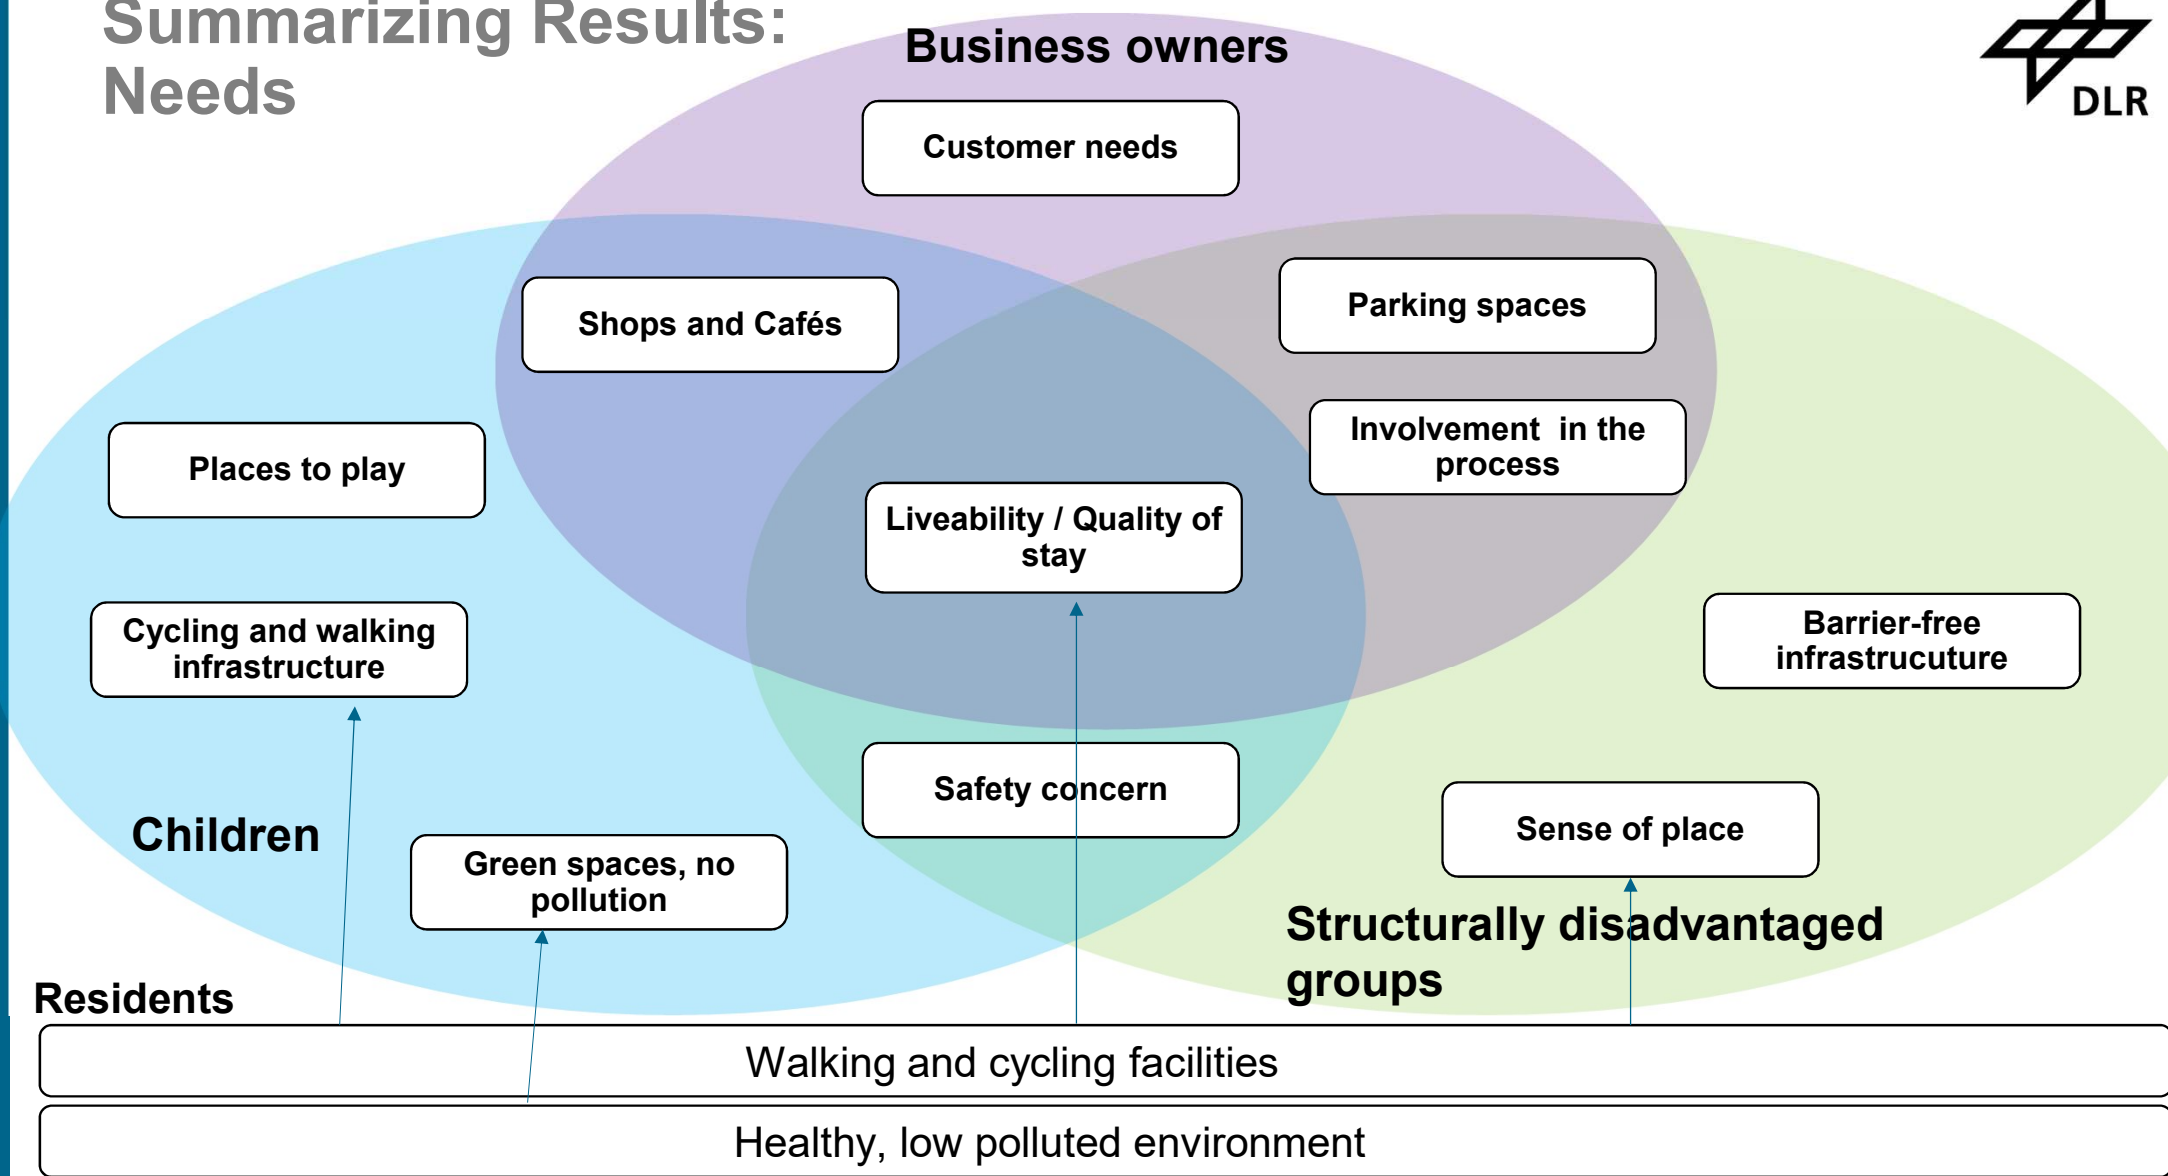 Summarizing Results:
Needs
DLR
Business owners
Customer needs
Shops and Cafés
Parking spaces
Involvement  in the
process
Places to play
Liveability / Quality of
stay
Cycling and walking
infrastructure
Barrier-free
infrastrucuture
Safety concern
Sense of place
Children
Green spaces, no
pollution
Structurally disadvantaged
groups
Residents
Walking and cycling facilities
Healthy, low polluted environment